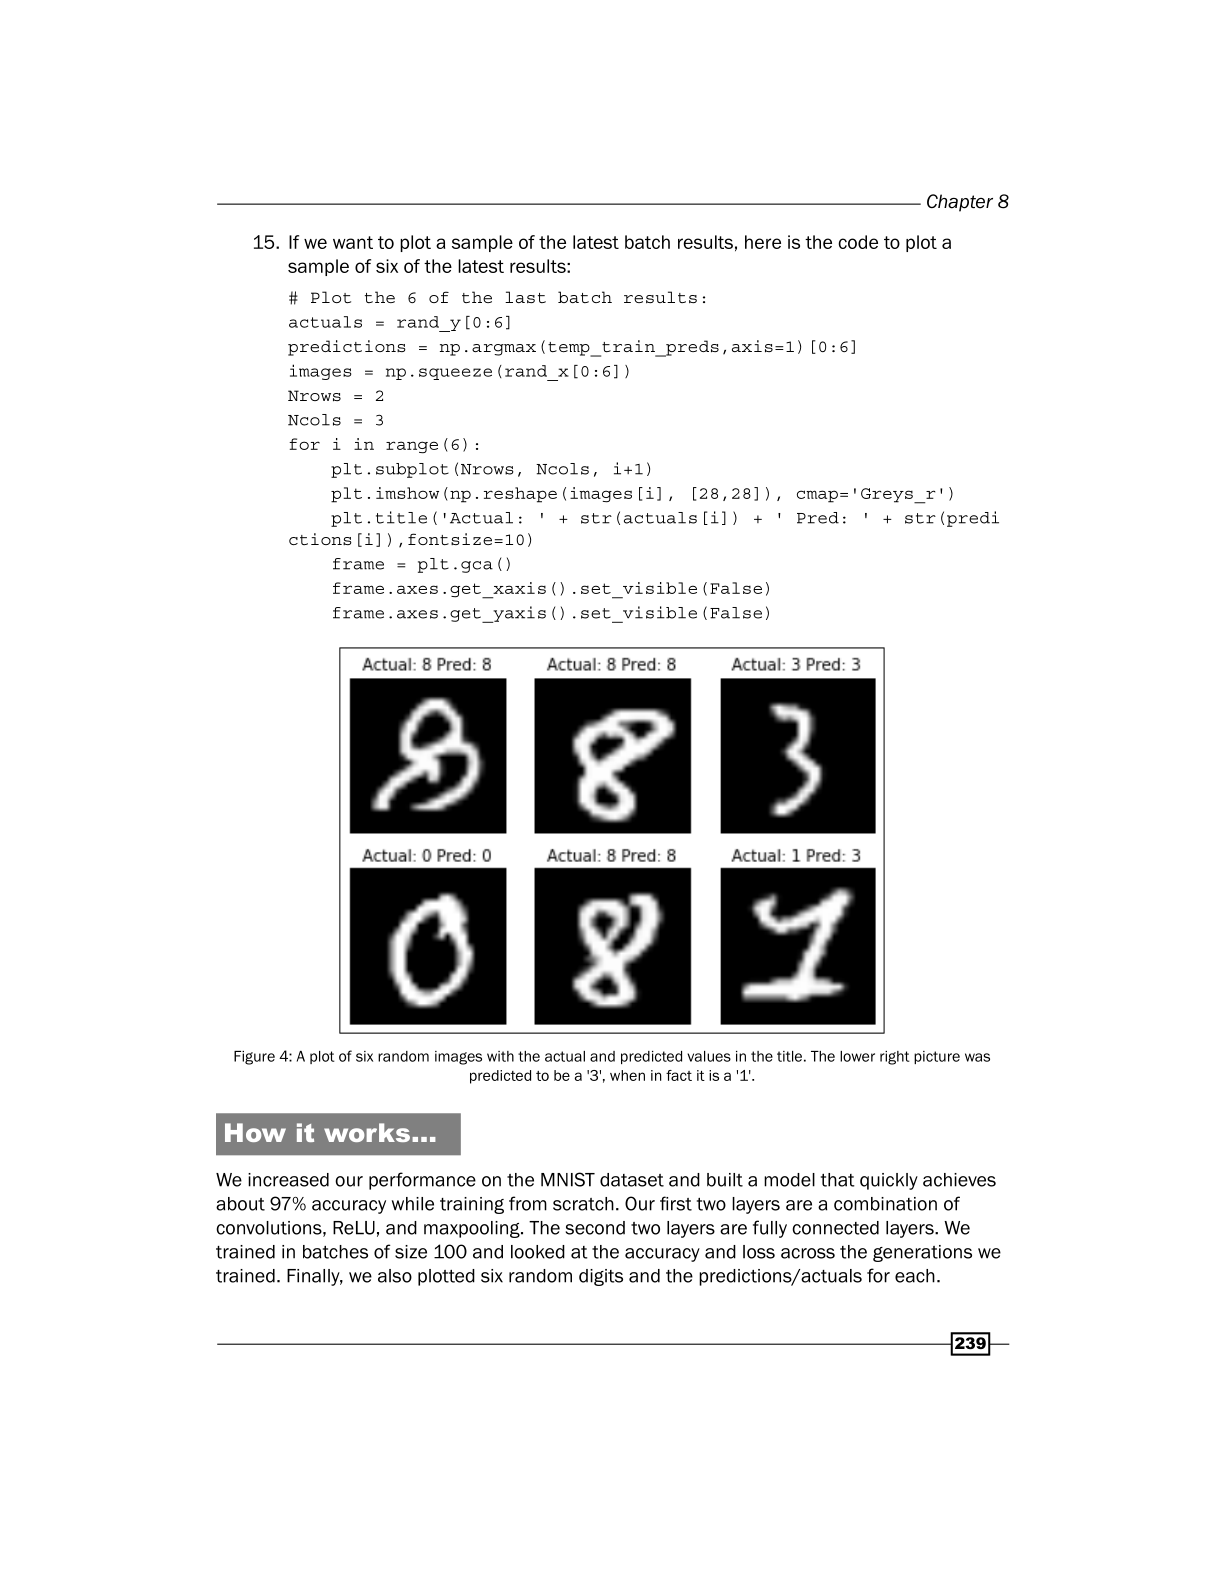 Chapter 8
15. If we want to plot a sample of the latest batch results, here is the code to plot a
sample of six of the latest results:
# Plot the 6 of the last batch results:
actuals = rand_y[0:6]
predictions = np.argmax(temp_train_preds,axis=1)[0:6]
images = np.squeeze(rand_x[0:6])
Nrows = 2
Ncols = 3
for i in range(6):
    plt.subplot(Nrows, Ncols, i+1)
    plt.imshow(np.reshape(images[i], [28,28]), cmap='Greys_r')
    plt.title('Actual: ' + str(actuals[i]) + ' Pred: ' + str(predi
ctions[i]),fontsize=10)
    frame = plt.gca()
    frame.axes.get_xaxis().set_visible(False)
    frame.axes.get_yaxis().set_visible(False)
Actual: 8 Pred: 8 Actual: 8 Pred: 8 Actual: 3 Pred: 3
8 8 3
Actual: 0 Pred: 0 Actual: 8 Pred: 8 Actual: 1 Pred: 3
0 8 1
Figure 4: A plot of six random images with the actual and predicted values in the title. The lower right picture was
predicted to be a '3', when in fact it is a '1'.
How it works...
We increased our performance on the MNIST dataset and built a model that quickly achieves
about 97% accuracy while training from scratch. Our first two layers are a combination of
convolutions, ReLU, and maxpooling. The second two layers are fully connected layers. We
trained in batches of size 100 and looked at the accuracy and loss across the generations we
trained. Finally, we also plotted six random digits and the predictions/actuals for each.
239